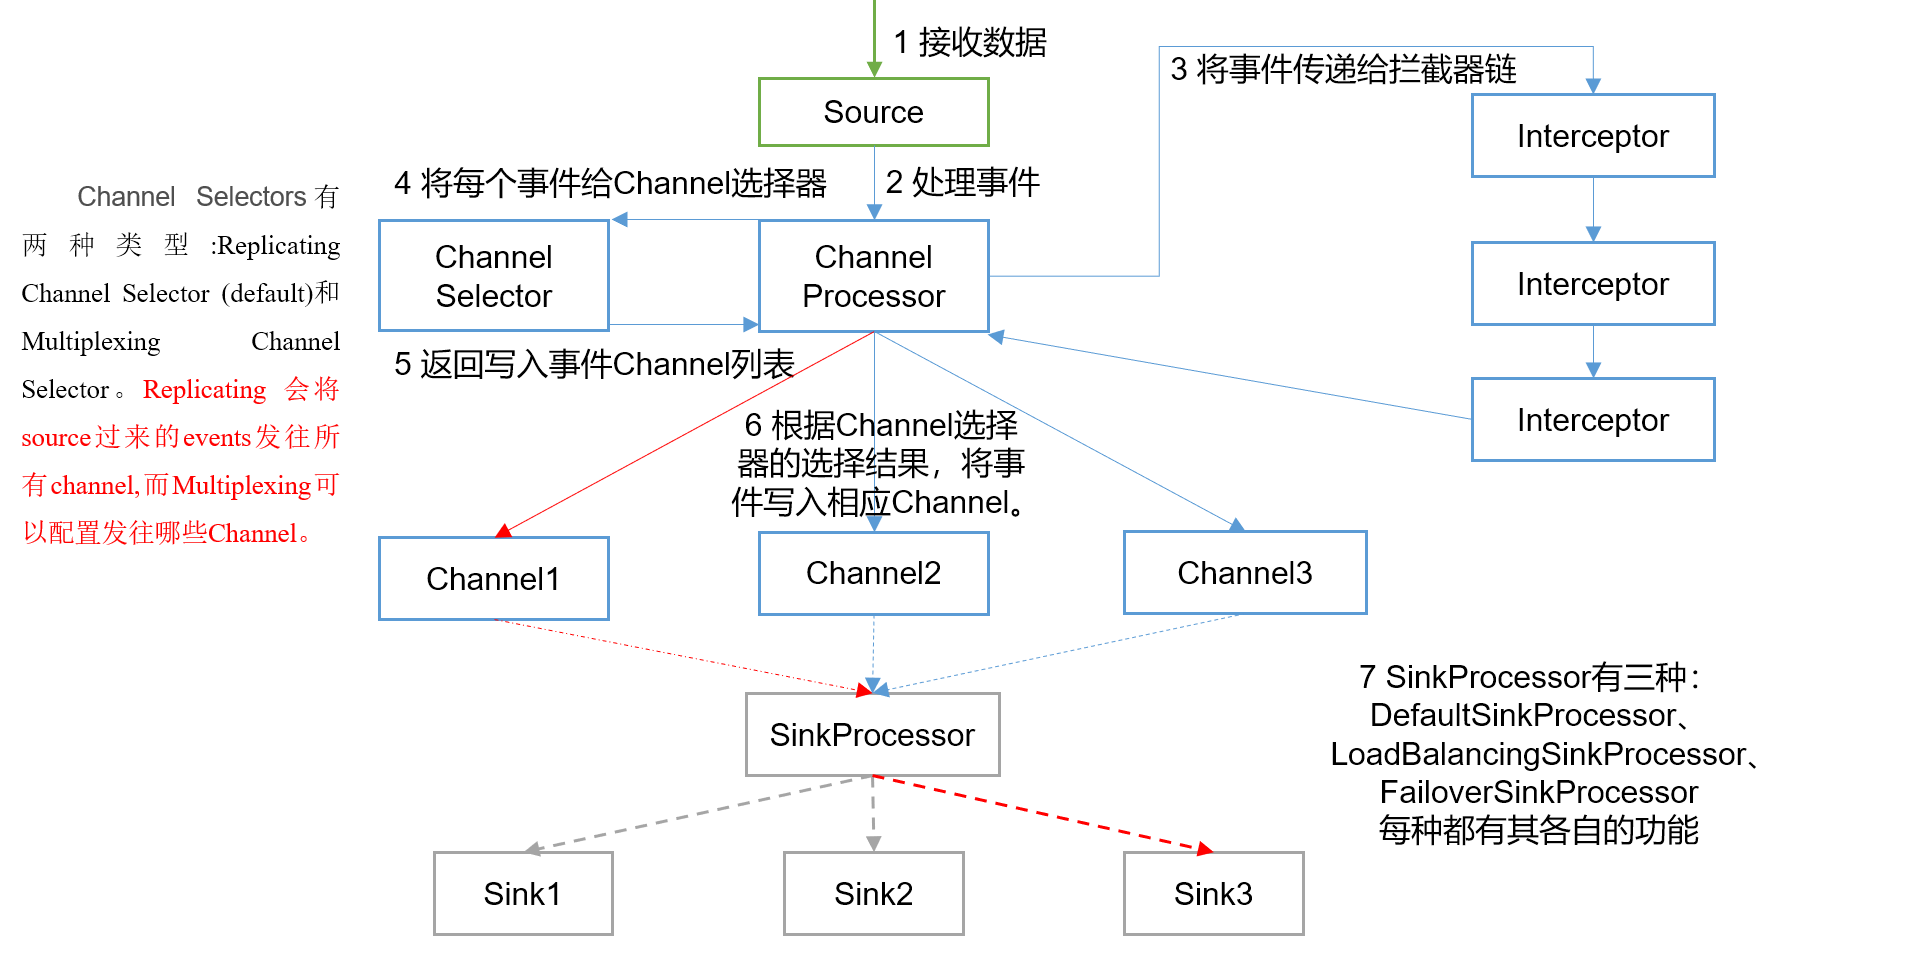 1 接收数据
Source
2 处理事件
3 将事件传递给拦截器链
Interceptor
Interceptor
Interceptor
4 将每个事件给Channel选择器
Channel
Selector
Channel
Processor
5 返回写入事件Channel列表
Channel Selectors有
两种类型:Replicating
Channel Selector (default)和
Multiplexing Channel
Selector。Replicating 会将
source过来的events发往所
有channel,而Multiplexing可
以配置发往哪些Channel。
6 根据Channel选择
器的选择结果，将事
件写入相应Channel。
Channel1
Channel2
Channel3
SinkProcessor
7 SinkProcessor有三种：
DefaultSinkProcessor、
LoadBalancingSinkProcessor、
FailoverSinkProcessor
每种都有其各自的功能
Sink1
Sink2
Sink3